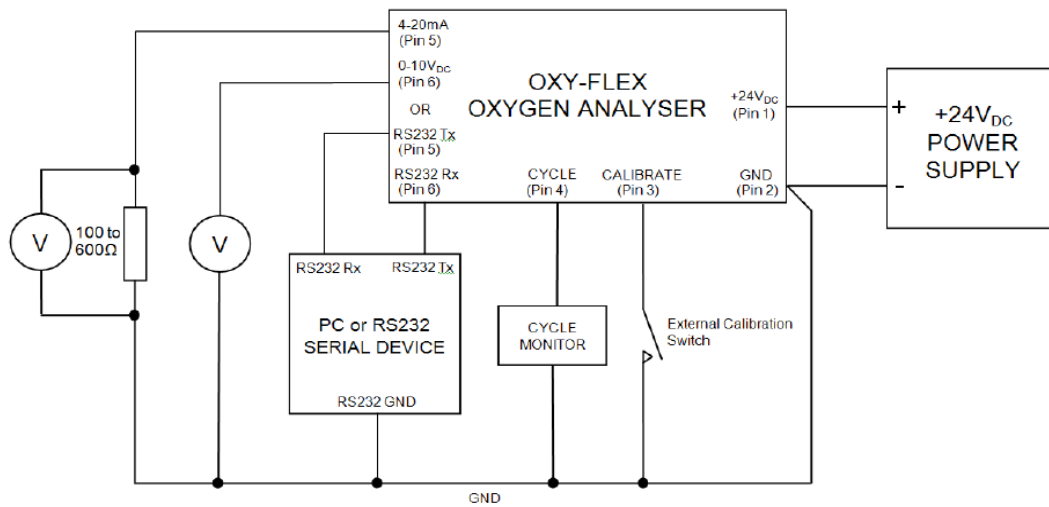 4-20mA
(Pin 5)
0-10VDC
(Pin 6)
OR
RS232 Tx
(Pin 5)
RS232 Rx
(Pin 6)
OXY-FLEX
OXYGEN ANALYSER
+24VDC
(Pin 1)
CYCLE
(Pin 4)
CALIBRATE
(Pin 3)
GND
(Pin 2)
+
-
+24VDC
POWER
SUPPLY
V
100 to
600Ω
V
RS232 Rx
RS232 Tx
PC or RS232
SERIAL DEVICE
RS232 GND
CYCLE
MONITOR
External Calibration
Switch
GND